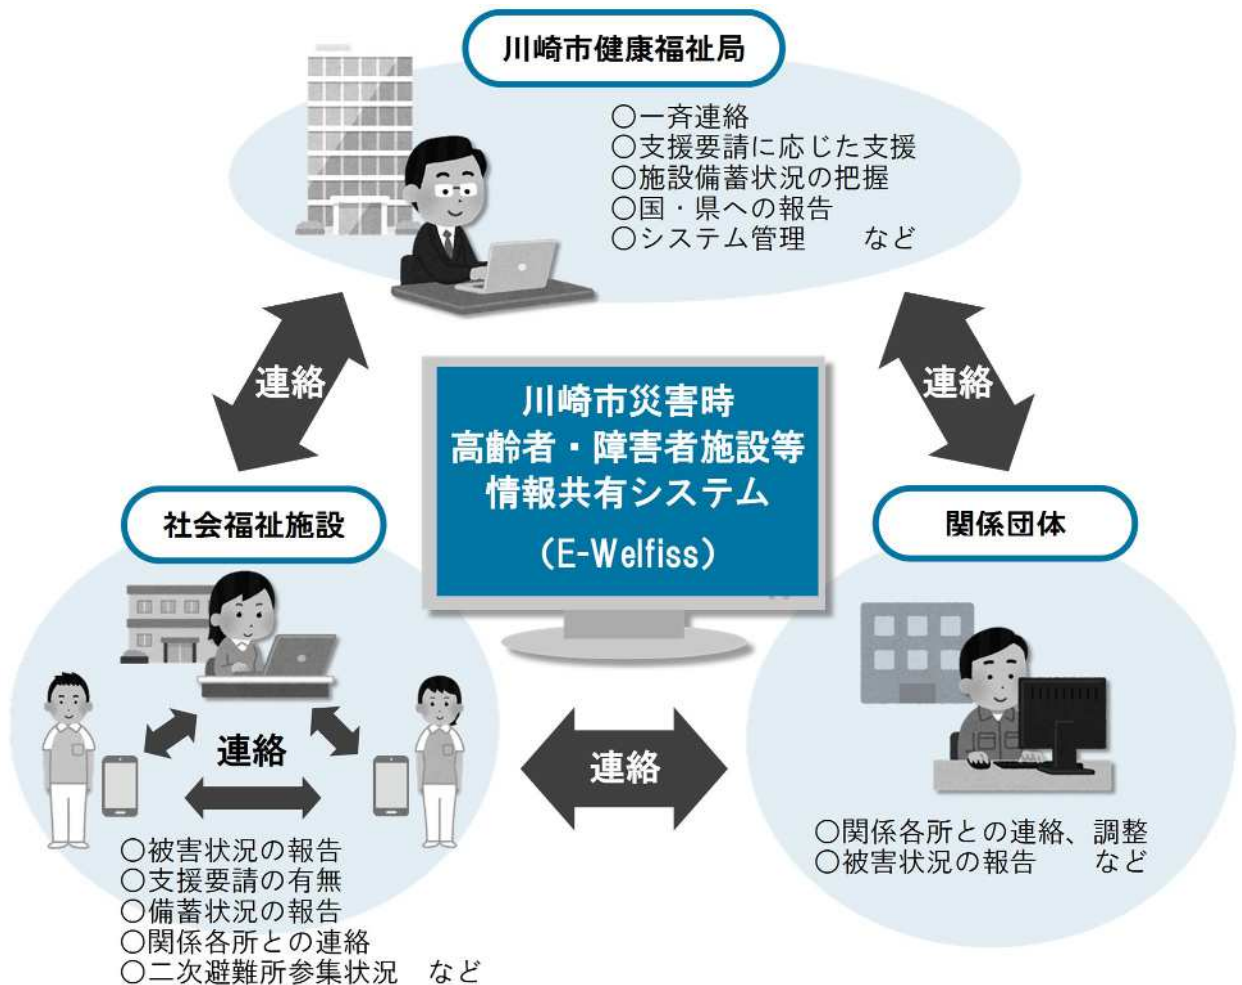 川崎市健康福祉局
○一斉連絡
○支援要請に応じた支援
○施設備蓄状況の把握
○国・県への報告
○システム管理　など
連絡
連絡
川崎市災害時
高齢者・障害者施設等
情報共有システム
（E-Welfiss）
社会福祉施設
関係団体
連絡
連絡
○被害状況の報告
○支援要請の有無
○備蓄状況の報告
○関係各所との連絡
○二次避難所参集状況　など
○関係各所との連絡、調整
○被害状況の報告　など